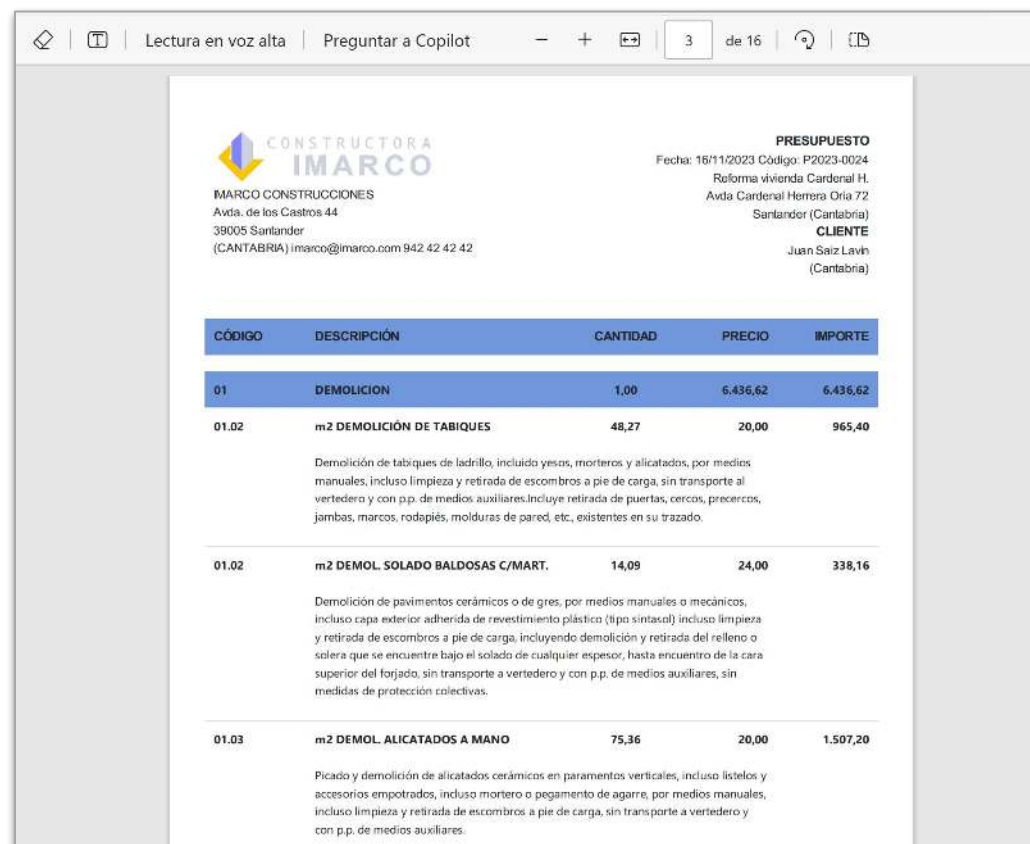 Lectura en voz alta
Preguntar a Copilot
3 de 16
CONSTRUCTORA
IMARCO
IMARCO CONSTRUCCIONES
Avda. de los Castros 44
39005 Santander
(CANTABRIA) imarco@imarco.com 942 42 42 42
PRESUPUESTO
Fecha: 16/11/2023 Código: P2023-0024
Reforma vivienda Cardenal H.
Avda Cardenal Herrera Oria 72
Santander (Cantabria)
CLIENTE
Juan Saiz Lavin
(Cantabria)
CÓDIGO DESCRIPCIÓN CANTIDAD PRECIO IMPORTE
01 DEMOLICION 1,00 6.436,62 6.436,62
01.02 m2 DEMOLICIÓN DE TABIQUES 48,27 20,00 965,40
Demolición de tabiques de ladrillo, incluido yesos, morteros y alicatados, por medios
manuales, incluso limpieza y retirada de escombros a pie de carga, sin transporte al
vertedero y con p.p. de medios auxiliares.Incluye retirada de puertas, cercos, precercos,
jambas, marcos, rodapiés, molduras de pared, etc., existentes en su trazado.
01.02 m2 DEMOL. SOLADO BALDOSAS C/MART. 14,09 24,00 338,16
Demolición de pavimentos cerámicos o de gres, por medios manuales o mecánicos,
incluso capa exterior adherida de revestimiento plástico (tipo sintasol) incluso limpieza
y retirada de escombros a pie de carga, incluyendo demolición y retirada del relleno o
solera que se encuentre bajo el solado de cualquier espesor, hasta encuentro de la cara
superior del forjado, sin transporte a vertedero y con p.p. de medios auxiliares, sin
medidas de protección colectivas.
01.03 m2 DEMOL. ALICATADOS A MANO 75,36 20,00 1.507,20
Picado y demolición de alicatados cerámicos en paramentos verticales, incluso listelos y
accesorios empotrados, incluso mortero o pegamento de agarre, por medios manuales,
incluso limpieza y retirada de escombros a pie de carga, sin transporte a vertedero y
con p.p. de medios auxiliares.